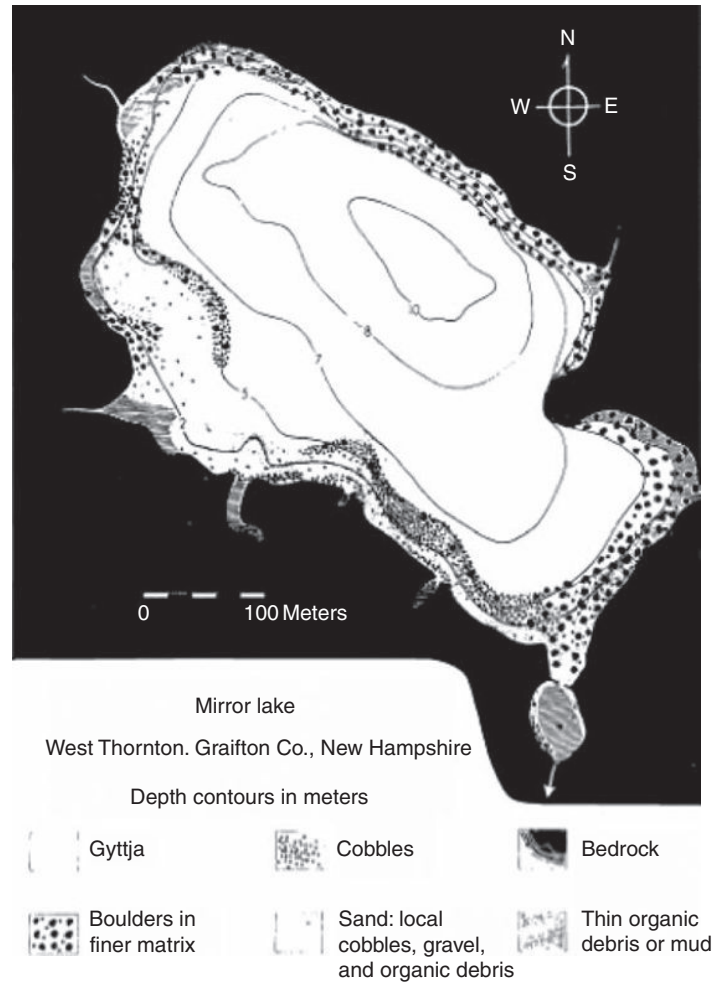 N
W E
S
10
8
7
5
2
0 100 Meters
Mirror lake
West Thornton. Graifton Co., New Hampshire
Depth contours in meters
Gyttja
Cobbles
Bedrock
Boulders in
finer matrix
Sand: local
cobbles, gravel,
and organic debris
Thin organic
debris or mud